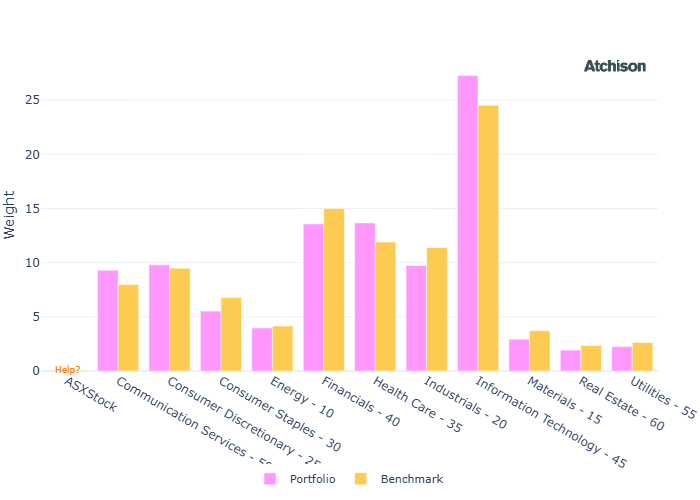 Atchison
Weight
25
20
15
10
5
0
Help?
ASXStock
Communication Services - 50
Consumer Discretionary - 25
Consumer Staples - 30
Energy - 10
Financials - 40
Health Care - 35
Industrials - 20
Information Technology - 45
Materials - 15
Real Estate - 60
Utilities - 55
Portfolio
Benchmark